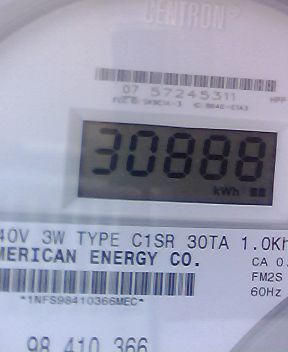 CENTRON®
07 57245311
30888
kWh
40V 3W TYPE C1SR 30TA 1.0Kh
MERICAN ENERGY CO.
CA 0.
FM2S
*1NFS98410366MEC*
60Hz
98 410 366